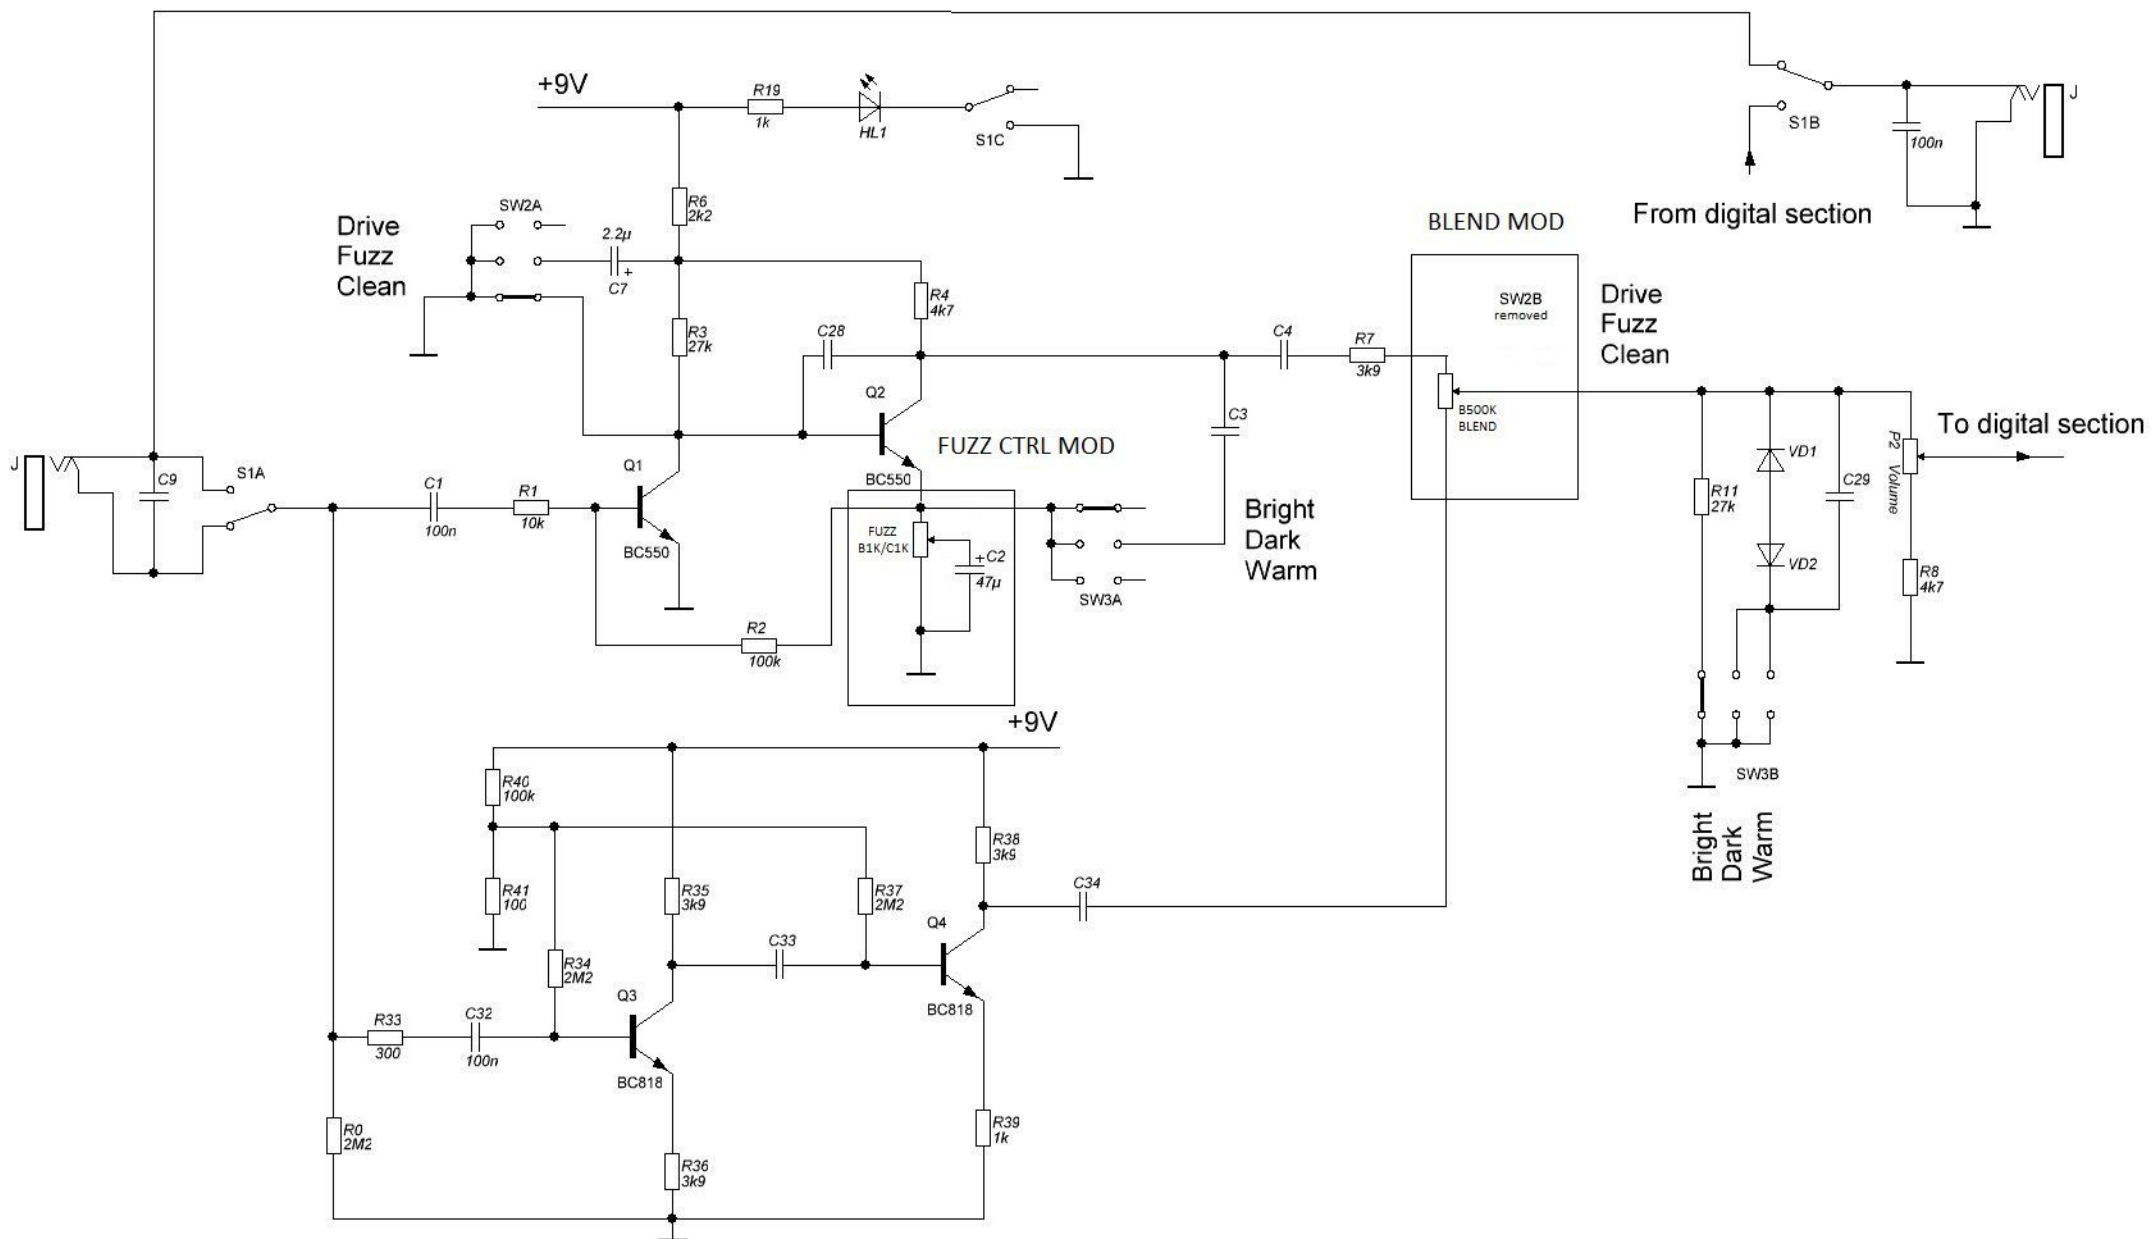 +9V
R19
1k
HL1
S1C
J
S1B
100n
From digital section
BLEND MOD
SW2A
R6
2k2
Drive
Fuzz
Clean
2.2µ
+
C7
R4
4k7
SW2B
removed
Drive
Fuzz
Clean
R3
27k
C28
C4
R7
3k9
Q2
B500K
BLEND
C3
To digital section
P2 Volume
FUZZ CTRL MOD
J
C9
S1A
C1
100n
R1
10k
Q1
BC550
BC550
FUZZ
B1K/C1K
+C2
47µ
Bright
Dark
Warm
SW3A
R11
27k
VD1
C29
VD2
R8
4k7
R2
100k
+9V
SW3B
Bright
Dark
Warm
R40
100k
R38
3k9
R41
100
R35
3k9
R37
2M2
C34
Q4
C33
R34
2M2
Q3
BC818
R33
300
C32
100n
BC818
R0
2M2
R39
1k
R36
3k9